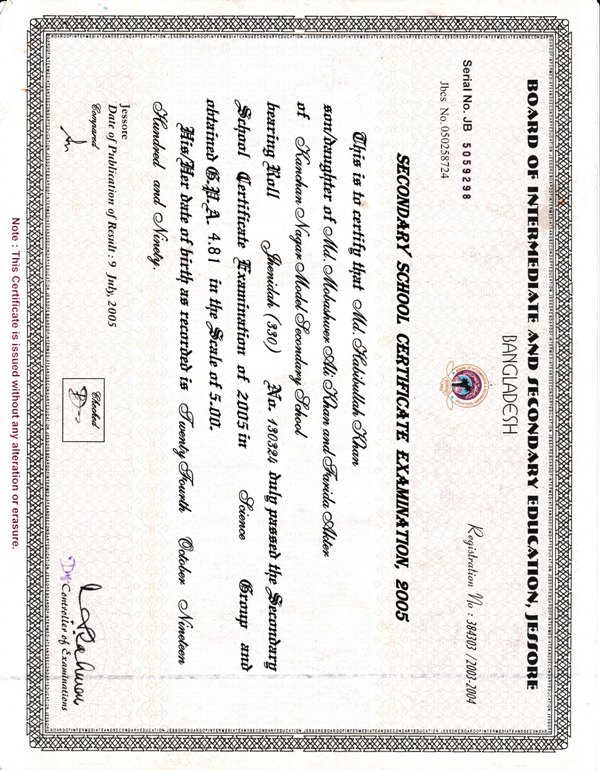 BOARD OF INTERMEDIATE AND SECONDARY EDUCATION, JESSORE
BANGLADESH
Serial No. JB 5059298
Jbcs No. 050258724
Registration No : 384303 /2003-2004
SECONDARY SCHOOL CERTIFICATE EXAMINATION, 2005
This is to certify that Md. Habibullah Khan
son/daughter of Md. Mobashwer Ali Khan and Farida Akter
of Kanchan Nagar Model Secondary School
bearing Roll Jhenidah (330) No. 130324 duly passed the Secondary
School Certificate Examination of 2005 in Science Group and
obtained G.P.A. 4.81 in the Scale of 5.00.
His/Her date of birth as recorded is Twenty Fourth October Nineteen
Hundred and Ninety.
Jessore
Date of Publication of Result : 9 July, 2005
Compared
Checked
Dy. Controller of Examinations
Note : This Certificate is issued without any alteration or erasure.